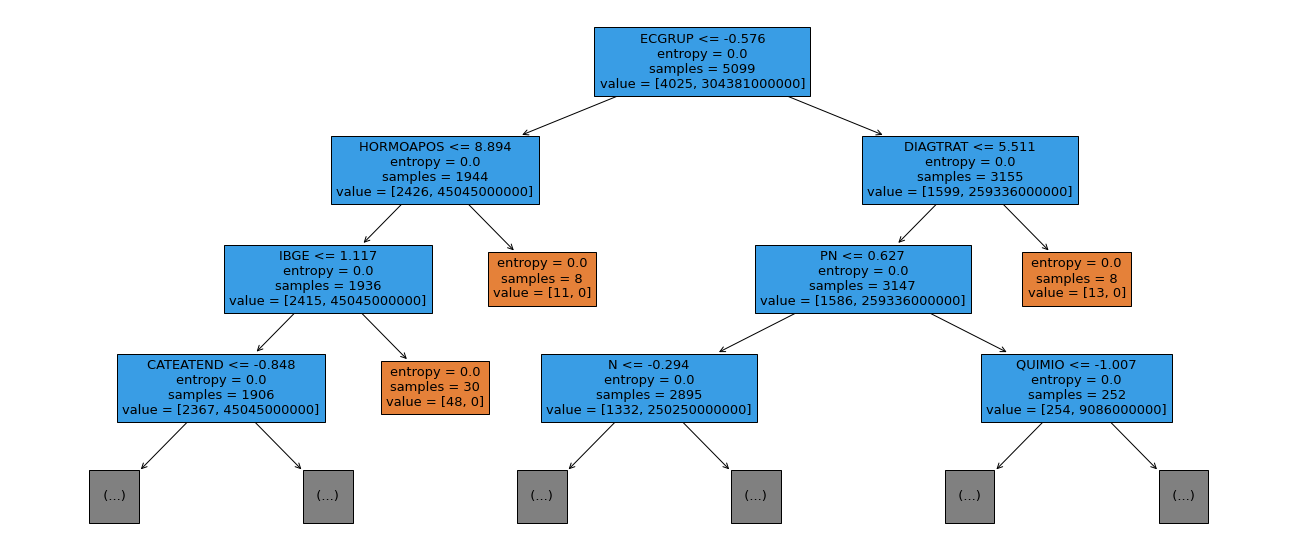 ECGRUP <= -0.576
entropy = 0.0
samples = 5099
value = [4025, 304381000000]
HORMOAPOS <= 8.894
entropy = 0.0
samples = 1944
value = [2426, 45045000000]
DIAGTRAT <= 5.511
entropy = 0.0
samples = 3155
value = [1599, 259336000000]
IBGE <= 1.117
entropy = 0.0
samples = 1936
value = [2415, 45045000000]
entropy = 0.0
samples = 8
value = [11, 0]
PN <= 0.627
entropy = 0.0
samples = 3147
value = [1586, 259336000000]
entropy = 0.0
samples = 8
value = [13, 0]
CATEATEND <= -0.848
entropy = 0.0
samples = 1906
value = [2367, 45045000000]
entropy = 0.0
samples = 30
value = [48, 0]
N <= -0.294
entropy = 0.0
samples = 2895
value = [1332, 250250000000]
QUIMIO <= -1.007
entropy = 0.0
samples = 252
value = [254, 9086000000]
(...)
(...)
(...)
(...)
(...)
(...)